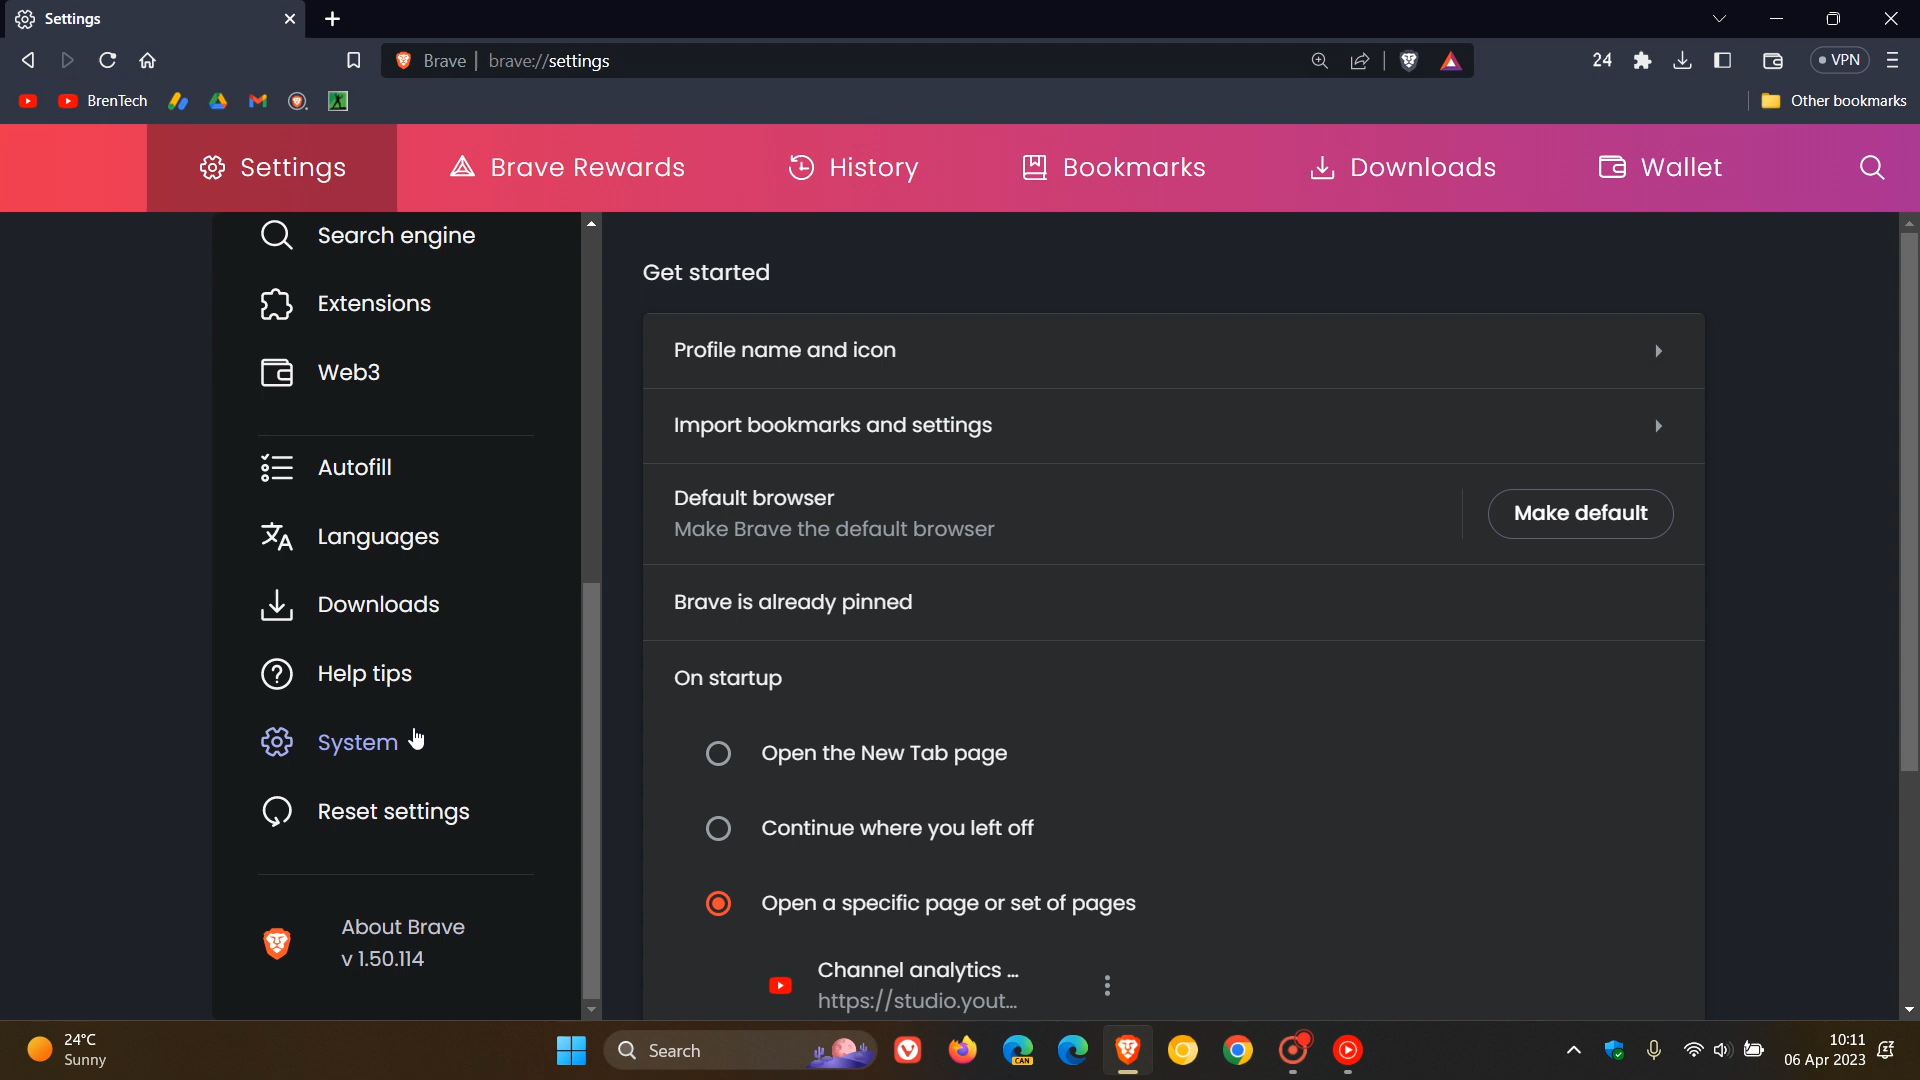 Settings
Brave | brave://settings
24
VPN
BrenTech
Other bookmarks
Settings
Brave Rewards
History
Bookmarks
Downloads
Wallet
Search engine
Extensions
Web3
Autofill
Languages
Downloads
Help tips
System
Reset settings
About Brave
v 1.50.114
Get started
Profile name and icon
Import bookmarks and settings
Default browser
Make Brave the default browser
Make default
Brave is already pinned
On startup
Open the New Tab page
Continue where you left off
Open a specific page or set of pages
Channel analytics ...
https://studio.yout...
24°C
Sunny
Search
CAN
10:11
06 Apr 2023